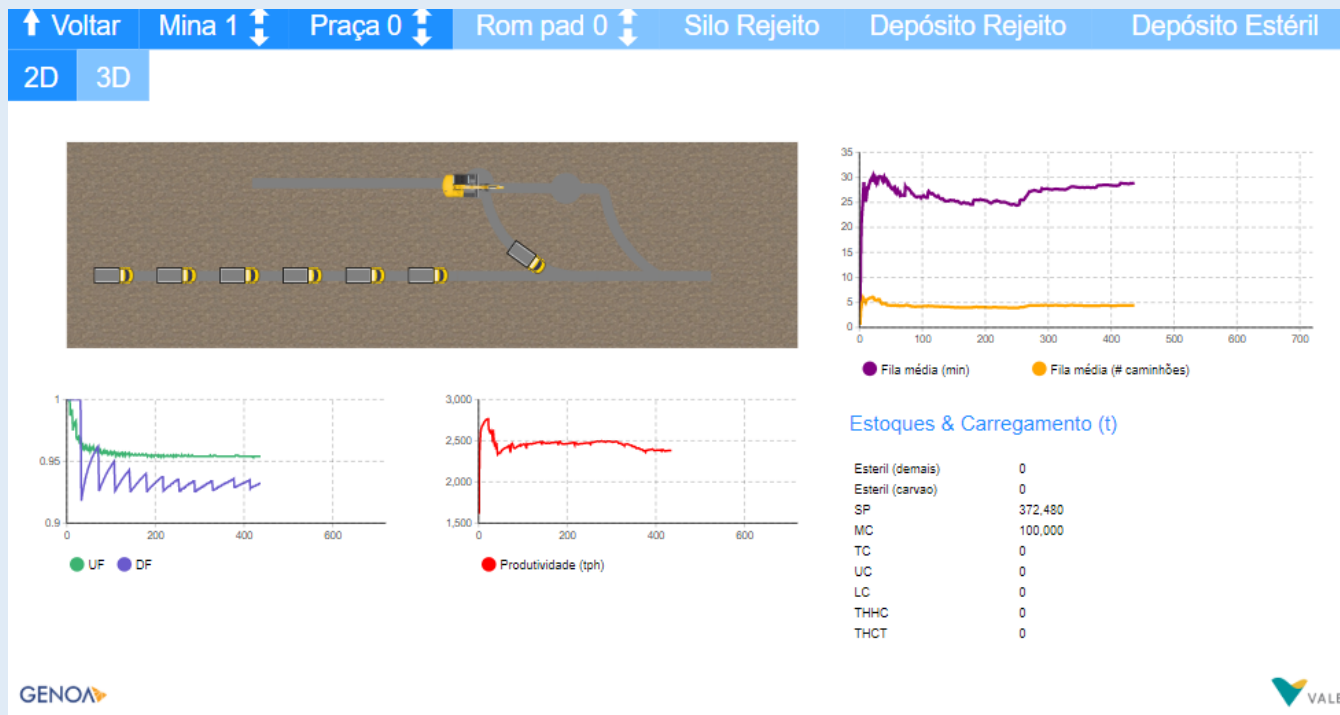 Voltar Mina 1 Praça 0 Rom pad 0 Silo Rejeito Depósito Rejeito Depósito Estéril
2D 3D
35
30
25
20
15
10
5
0
0 100 200 300 400 500 600 700
Fila média (min) Fila média (# caminhões)
1
0.95
0.9
0 200 400 600
UF DF
3,000
2,500
2,000
1,500
0 200 400 600
Produtividade (tph)
Estoques & Carregamento (t)
Esteril (demais) 0
Esteril (carvao) 0
SP 372,480
MC 100,000
TC 0
UC 0
LC 0
THHC 0
THCT 0
GENOA
VALE